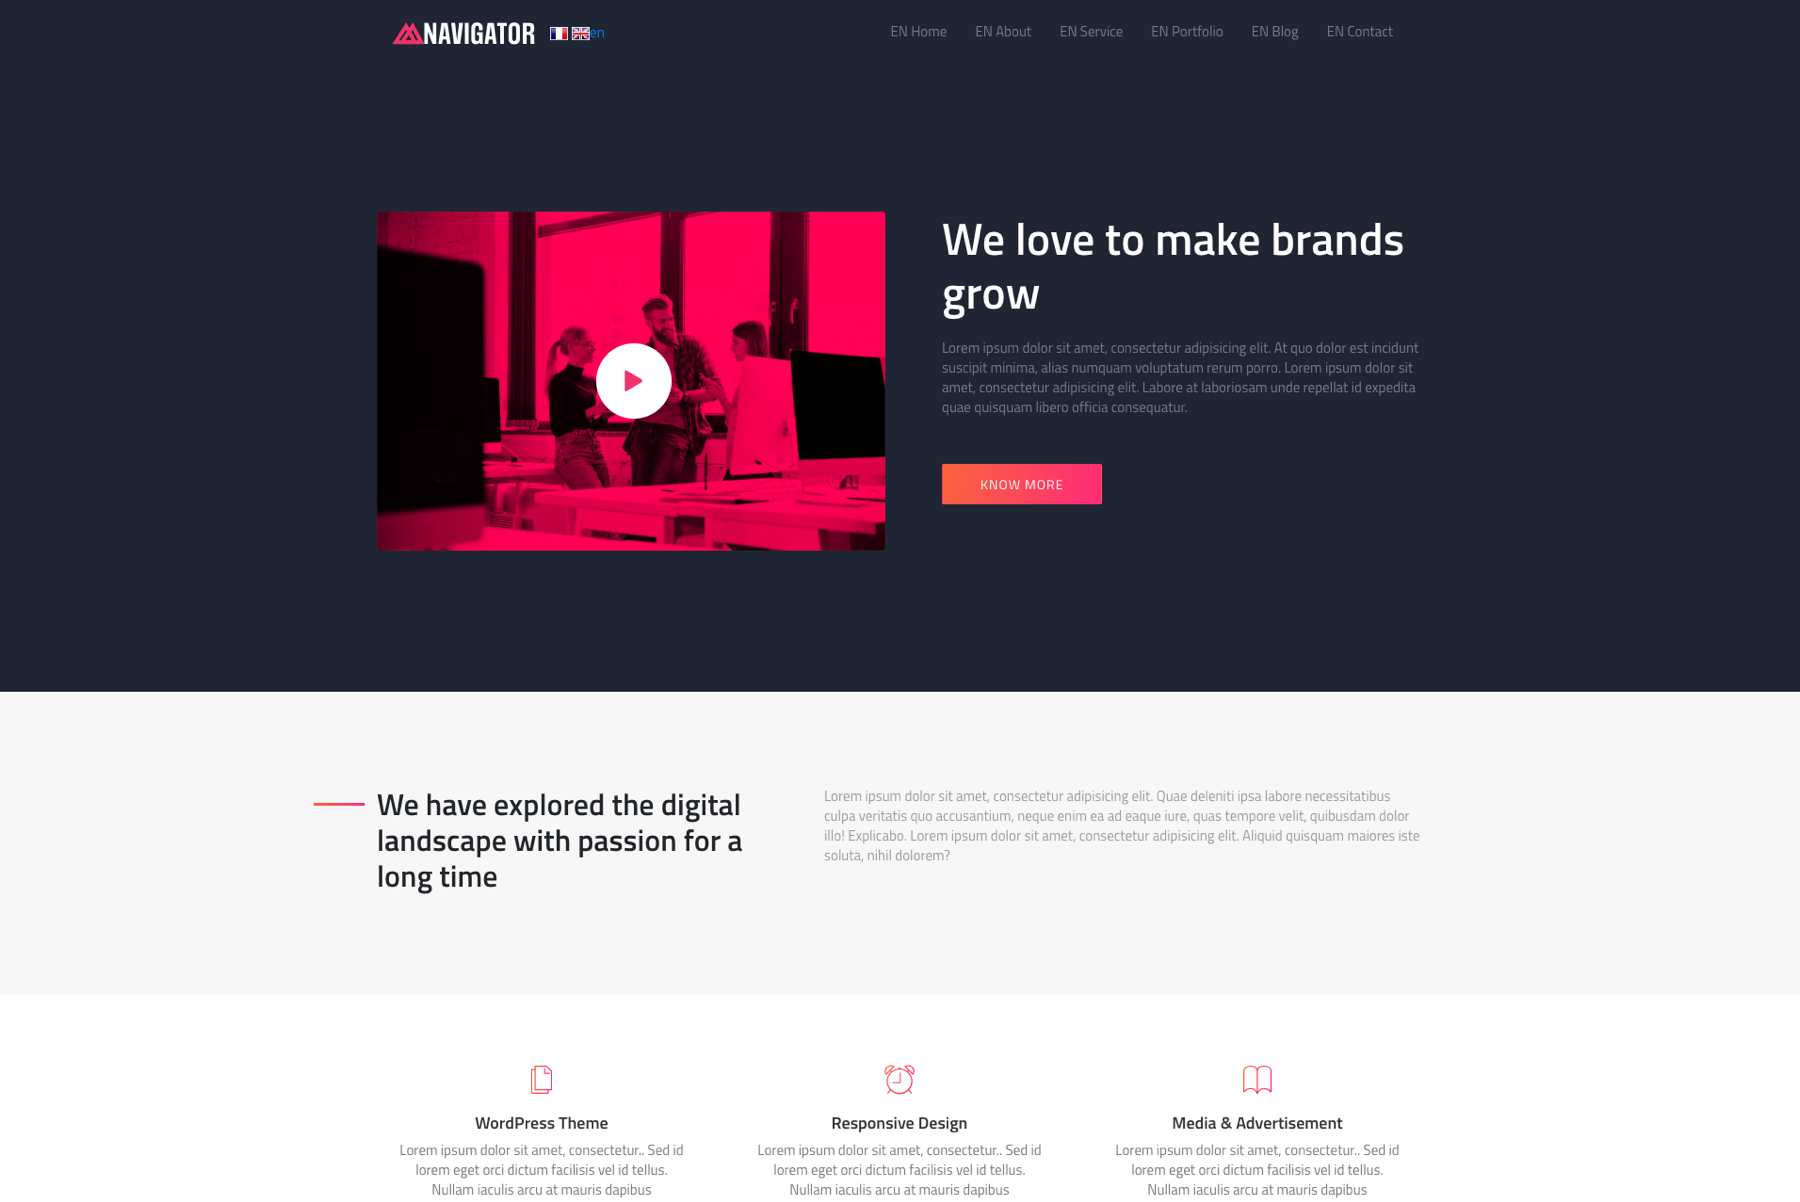 NAVIGATOR
en
EN Home
EN About
EN Service
EN Portfolio
EN Blog
EN Contact
We love to make brands
grow
Lorem ipsum dolor sit amet, consectetur adipisicing elit. At quo dolor est incidunt
suscipit minima, alias numquam voluptatum rerum porro. Lorem ipsum dolor sit
amet, consectetur adipisicing elit. Labore at laboriosam unde repellat id expedita
quae quisquam libero officia consequatur.
KNOW MORE
We have explored the digital
landscape with passion for a
long time
Lorem ipsum dolor sit amet, consectetur adipisicing elit. Quae deleniti ipsa labore necessitatibus
culpa veritatis quo accusantium, neque enim ea ad eaque iure, quas tempore velit, quibusdam dolor
illo! Explicabo. Lorem ipsum dolor sit amet, consectetur adipisicing elit. Aliquid quisquam maiores iste
soluta, nihil dolorem?
WordPress Theme
Lorem ipsum dolor sit amet, consectetur.. Sed id
lorem eget orci dictum facilisis vel id tellus.
Nullam iaculis arcu at mauris dapibus
Responsive Design
Lorem ipsum dolor sit amet, consectetur.. Sed id
lorem eget orci dictum facilisis vel id tellus.
Nullam iaculis arcu at mauris dapibus
Media & Advertisement
Lorem ipsum dolor sit amet, consectetur.. Sed id
lorem eget orci dictum facilisis vel id tellus.
Nullam iaculis arcu at mauris dapibus